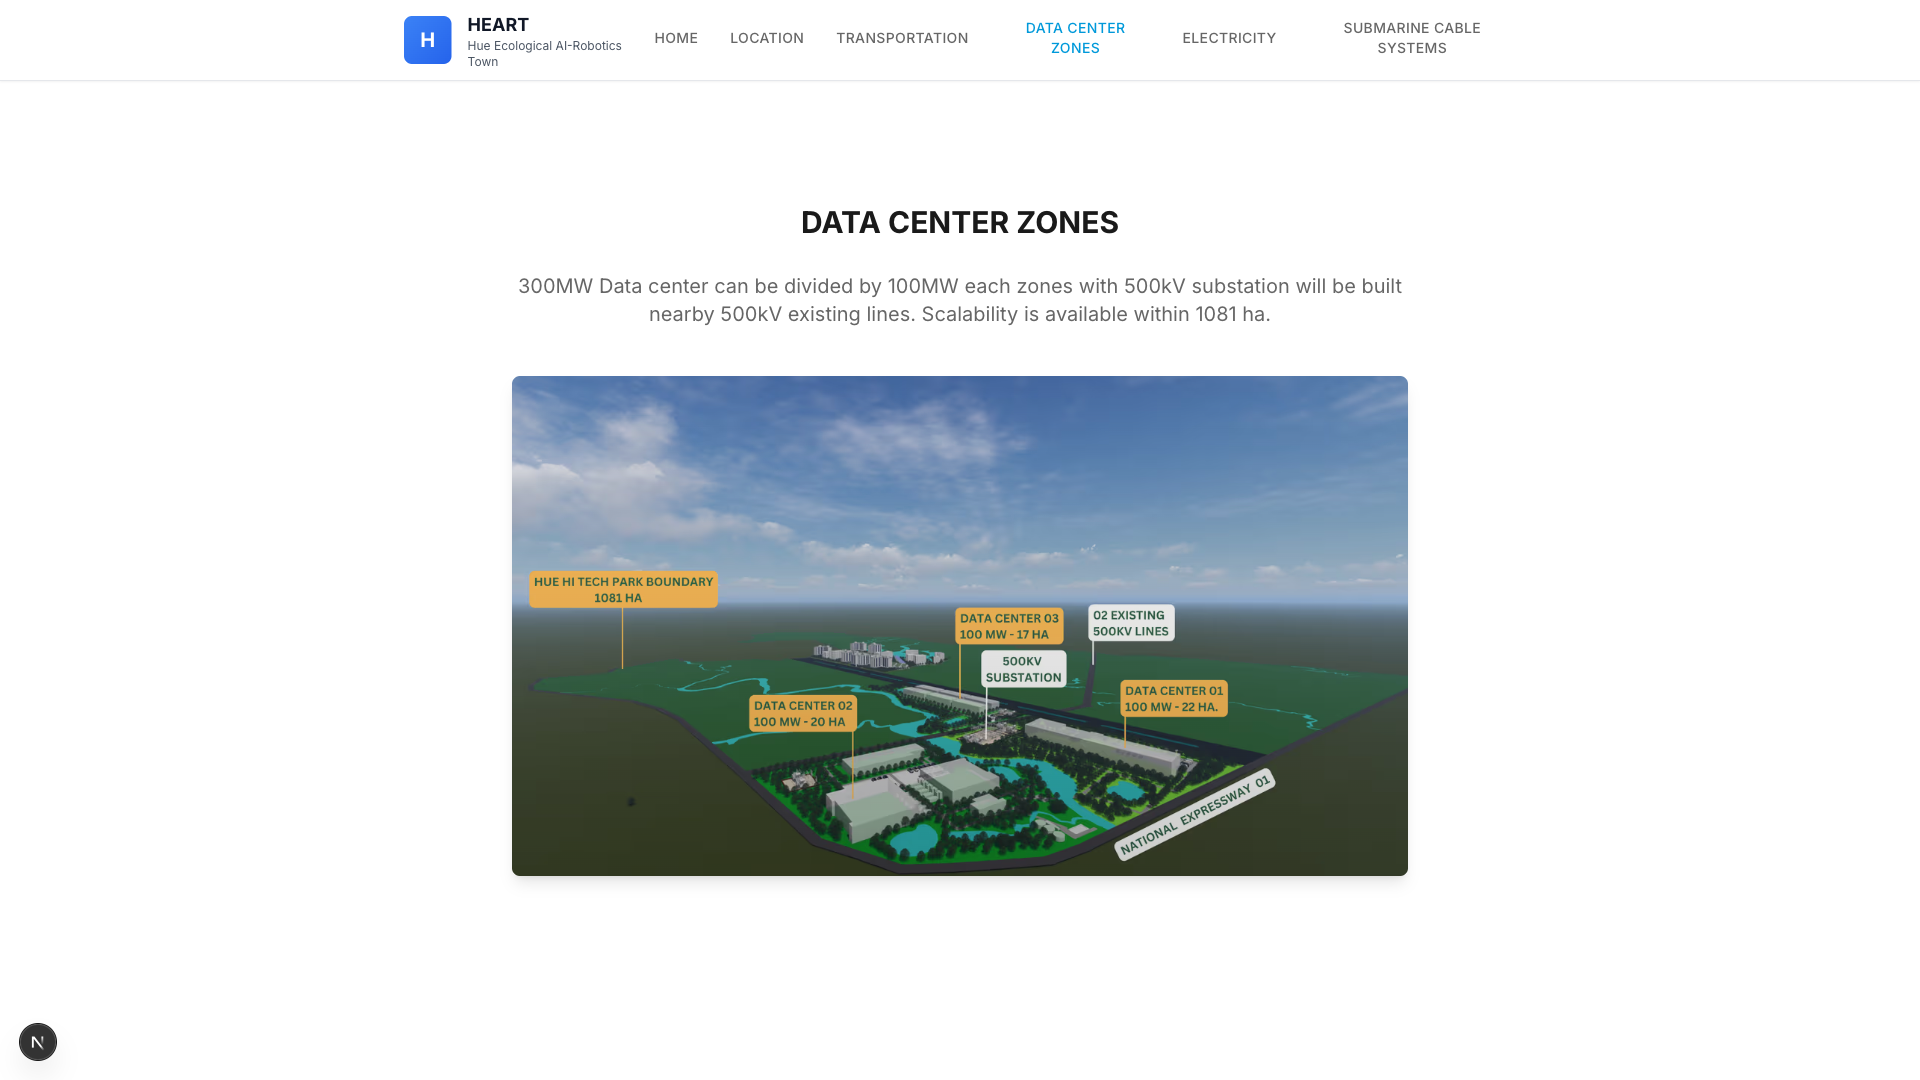 H
HEART
Hue Ecological AI-Robotics
Town
HOME
LOCATION
TRANSPORTATION
DATA CENTER
ZONES
ELECTRICITY
SUBMARINE CABLE
SYSTEMS
DATA CENTER ZONES
300MW Data center can be divided by 100MW each zones with 500kV substation will be built
nearby 500kV existing lines. Scalability is available within 1081 ha.
HUE HI TECH PARK BOUNDARY
1081 HA
DATA CENTER 03
100 MW - 17 HA
02 EXISTING
500KV LINES
500KV
SUBSTATION
DATA CENTER 02
100 MW - 20 HA
DATA CENTER 01
100 MW - 22 HA.
NATIONAL EXPRESSWAY 01
N